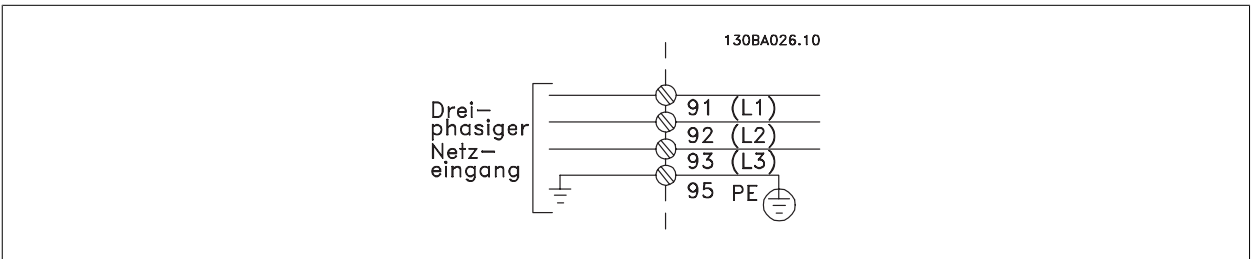 130BA026.10
Drei-
phasiger
Netz-
eingang
91 (L1)
92 (L2)
93 (L3)
95 PE